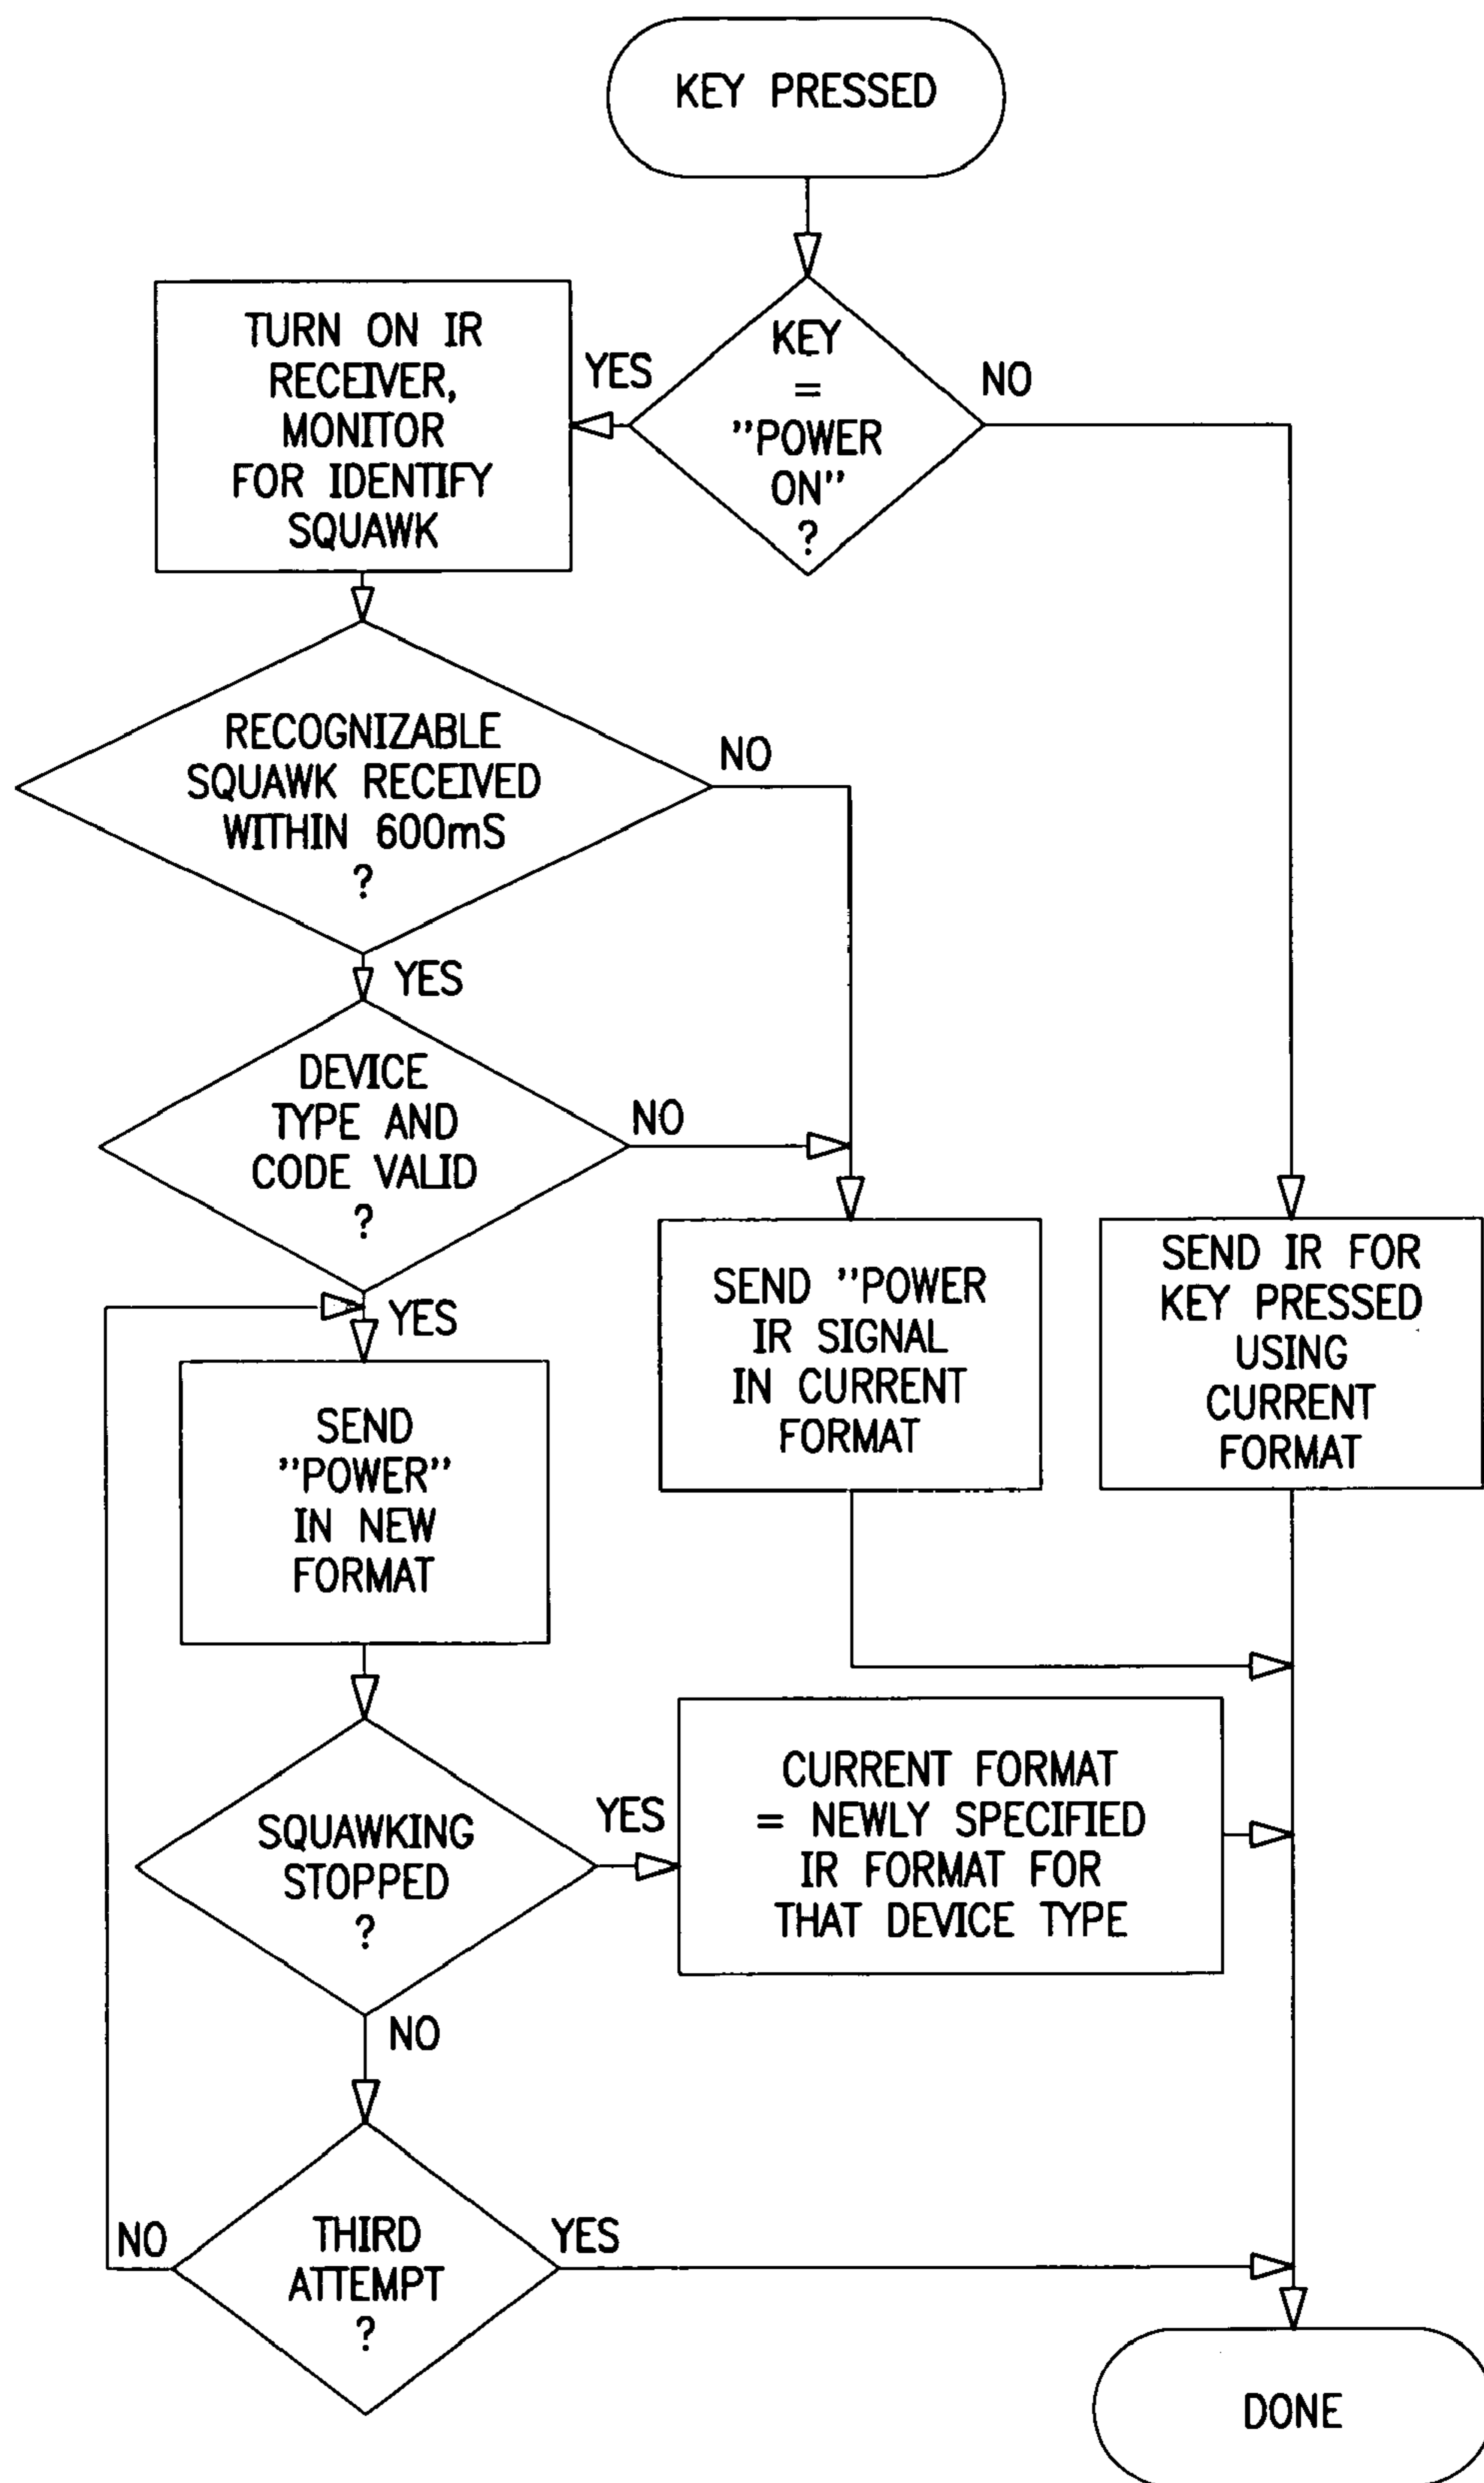 KEY PRESSED
KEY
=
"POWER
ON"
?
YES
NO
TURN ON IR
RECEIVER,
MONITOR
FOR IDENTIFY
SQUAWK
RECOGNIZABLE
SQUAWK RECEIVED
WITHIN 600mS
?
NO
YES
DEVICE
TYPE AND
CODE VALID
?
NO
YES
SEND "POWER
IR SIGNAL
IN CURRENT
FORMAT
SEND IR FOR
KEY PRESSED
USING
CURRENT
FORMAT
SEND
"POWER"
IN NEW
FORMAT
SQUAWKING
STOPPED
?
YES
CURRENT FORMAT
= NEWLY SPECIFIED
IR FORMAT FOR
THAT DEVICE TYPE
NO
THIRD
ATTEMPT
?
NO
YES
DONE